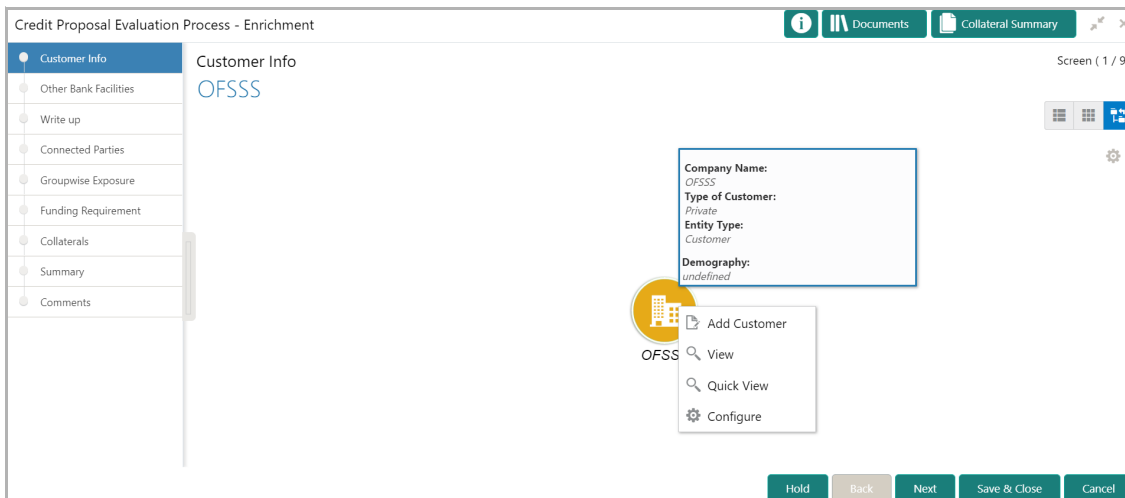 Credit Proposal Evaluation Process - Enrichment
Documents
Collateral Summary
Customer Info
Other Bank Facilities
Write up
Connected Parties
Groupwise Exposure
Funding Requirement
Collaterals
Summary
Comments
Customer Info
Screen ( 1 / 9
OFSSS
Company Name:
OFSSS
Type of Customer:
Private
Entity Type:
Customer
Demography:
undefined
OFSS
Add Customer
View
Quick View
Configure
Hold
Back
Next
Save & Close
Cancel